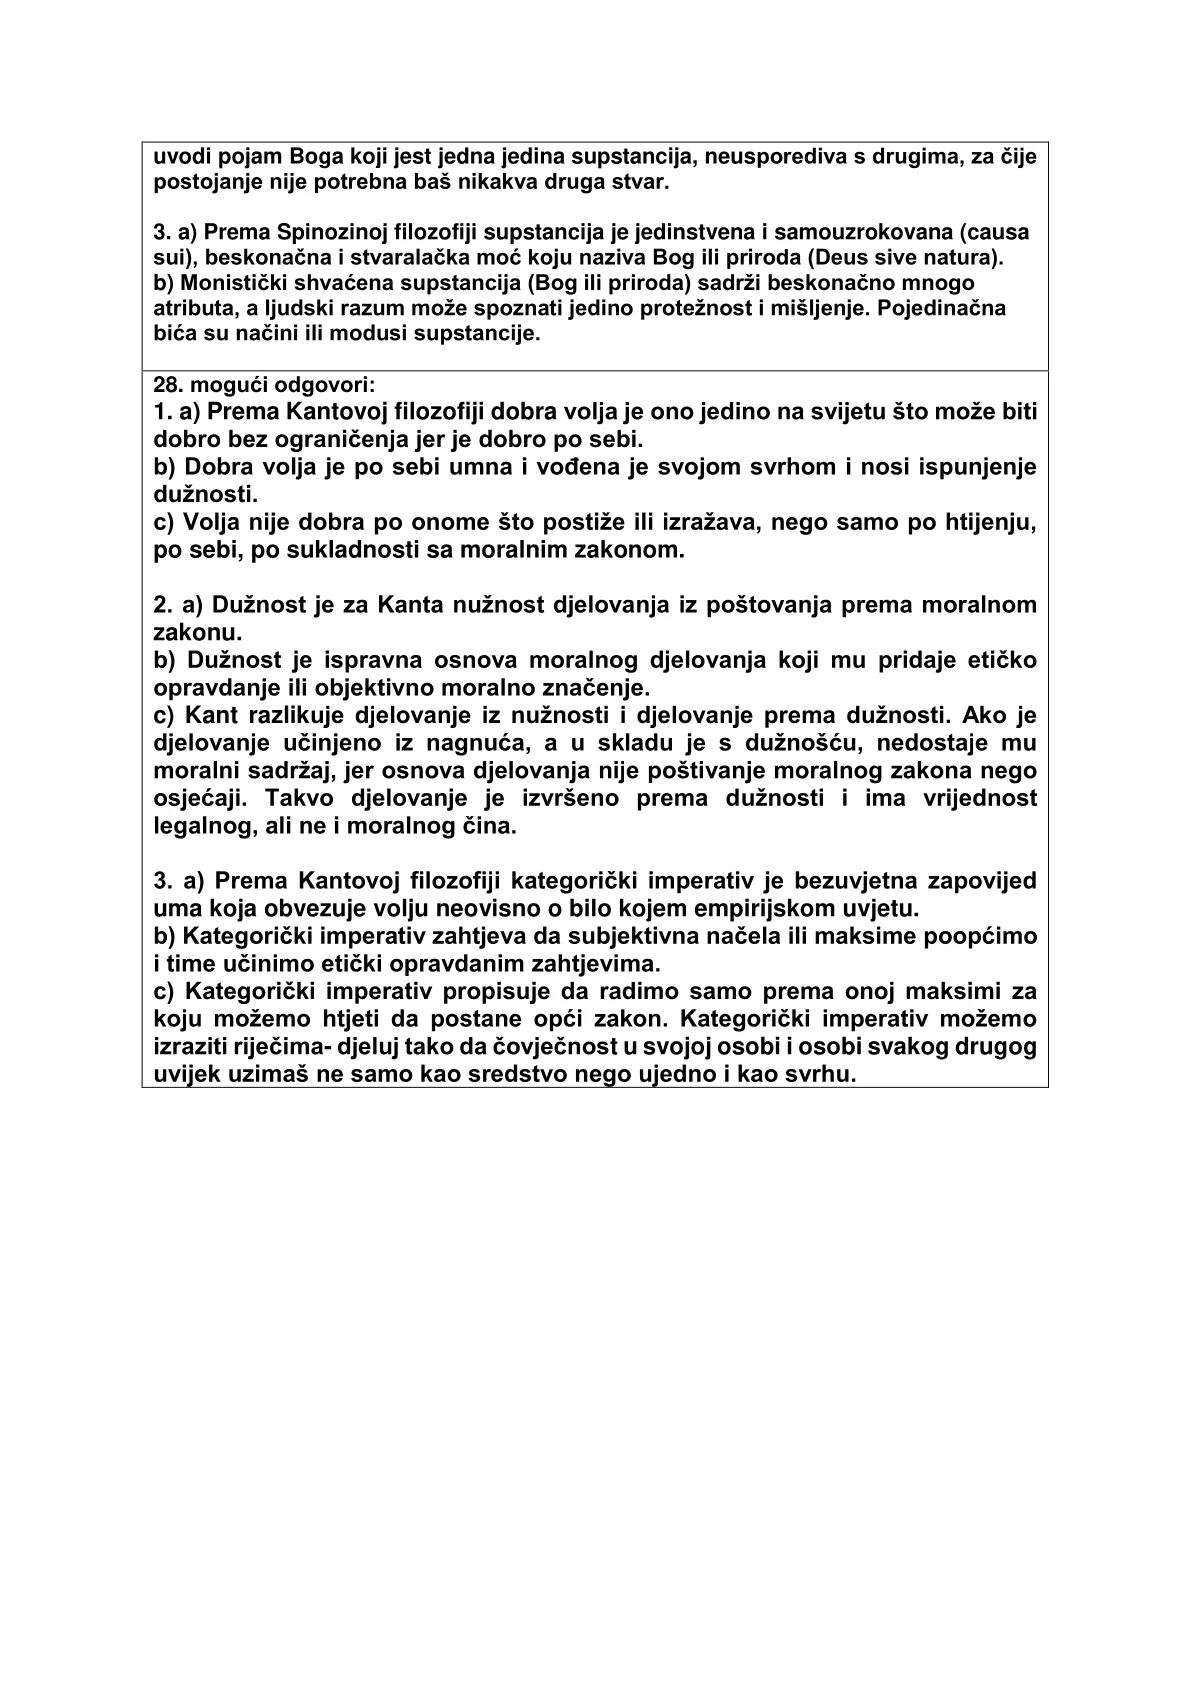 uvodi pojam Boga koji jest jedna jedina supstancija, neusporediva s drugima, za čije
postojanje nije potrebna baš nikakva druga stvar.
3. a) Prema Spinozinoj filozofiji supstancija je jedinstvena i samouzrokovana (causa
sui), beskonačna i stvaralačka moć koju naziva Bog ili priroda (Deus sive natura).
b) Monistički shvaćena supstancija (Bog ili priroda) sadrži beskonačno mnogo
atributa, a ljudski razum može spoznati jedino protežnost i mišljenje. Pojedinačna
bića su načini ili modusi supstancije.
28. mogući odgovori:
1. a) Prema Kantovoj filozofiji dobra volja je ono jedino na svijetu što može biti
dobro bez ograničenja jer je dobro po sebi.
b) Dobra volja je po sebi umna i vođena je svojom svrhom i nosi ispunjenje
dužnosti.
c) Volja nije dobra po onome što postiže ili izražava, nego samo po htijenju,
po sebi, po sukladnosti sa moralnim zakonom.
2. a) Dužnost je za Kanta nužnost djelovanja iz poštovanja prema moralnom
zakonu.
b) Dužnost je ispravna osnova moralnog djelovanja koji mu pridaje etičko
opravdanje ili objektivno moralno značenje.
c) Kant razlikuje djelovanje iz nužnosti i djelovanje prema dužnosti. Ako je
djelovanje učinjeno iz nagnuća, a u skladu je s dužnošću, nedostaje mu
moralni sadržaj, jer osnova djelovanja nije poštivanje moralnog zakona nego
osjećaji. Takvo djelovanje je izvršeno prema dužnosti i ima vrijednost
legalnog, ali ne i moralnog čina.
3. a) Prema Kantovoj filozofiji kategorički imperativ je bezuvjetna zapovijed
uma koja obvezuje volju neovisno o bilo kojem empirijskom uvjetu.
b) Kategorički imperativ zahtjeva da subjektivna načela ili maksime poopćimo
i time učinimo etički opravdanim zahtjevima.
c) Kategorički imperativ propisuje da radimo samo prema onoj maksimi za
koju možemo htjeti da postane opći zakon. Kategorički imperativ možemo
izraziti riječima- djeluj tako da čovječnost u svojoj osobi i osobi svakog drugog
uvijek uzimaš ne samo kao sredstvo nego ujedno i kao svrhu.